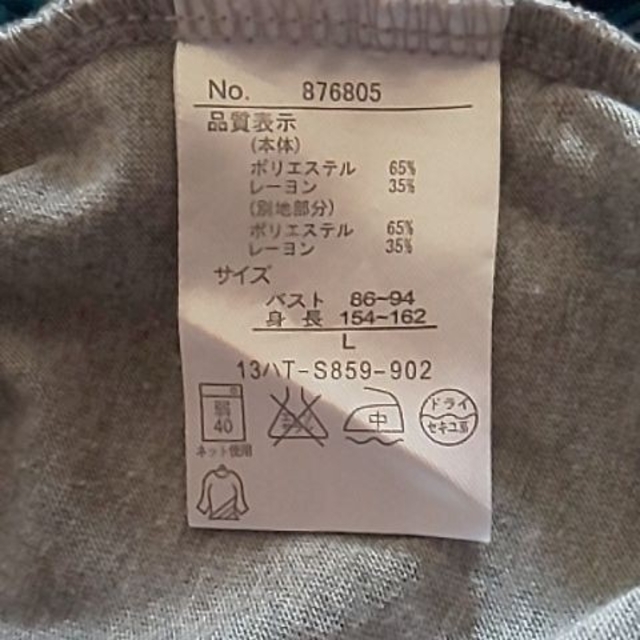 No. 876805
品質表示
(本体)
ポリエステル 65%
レーヨン 35%
(別地部分)
ポリエステル 65%
レーヨン 35%
サイズ
バスト 86~94
身長 154~162
L
13ハT-S859-902
弱
40
中
ドライ
セキユ系
ネット使用